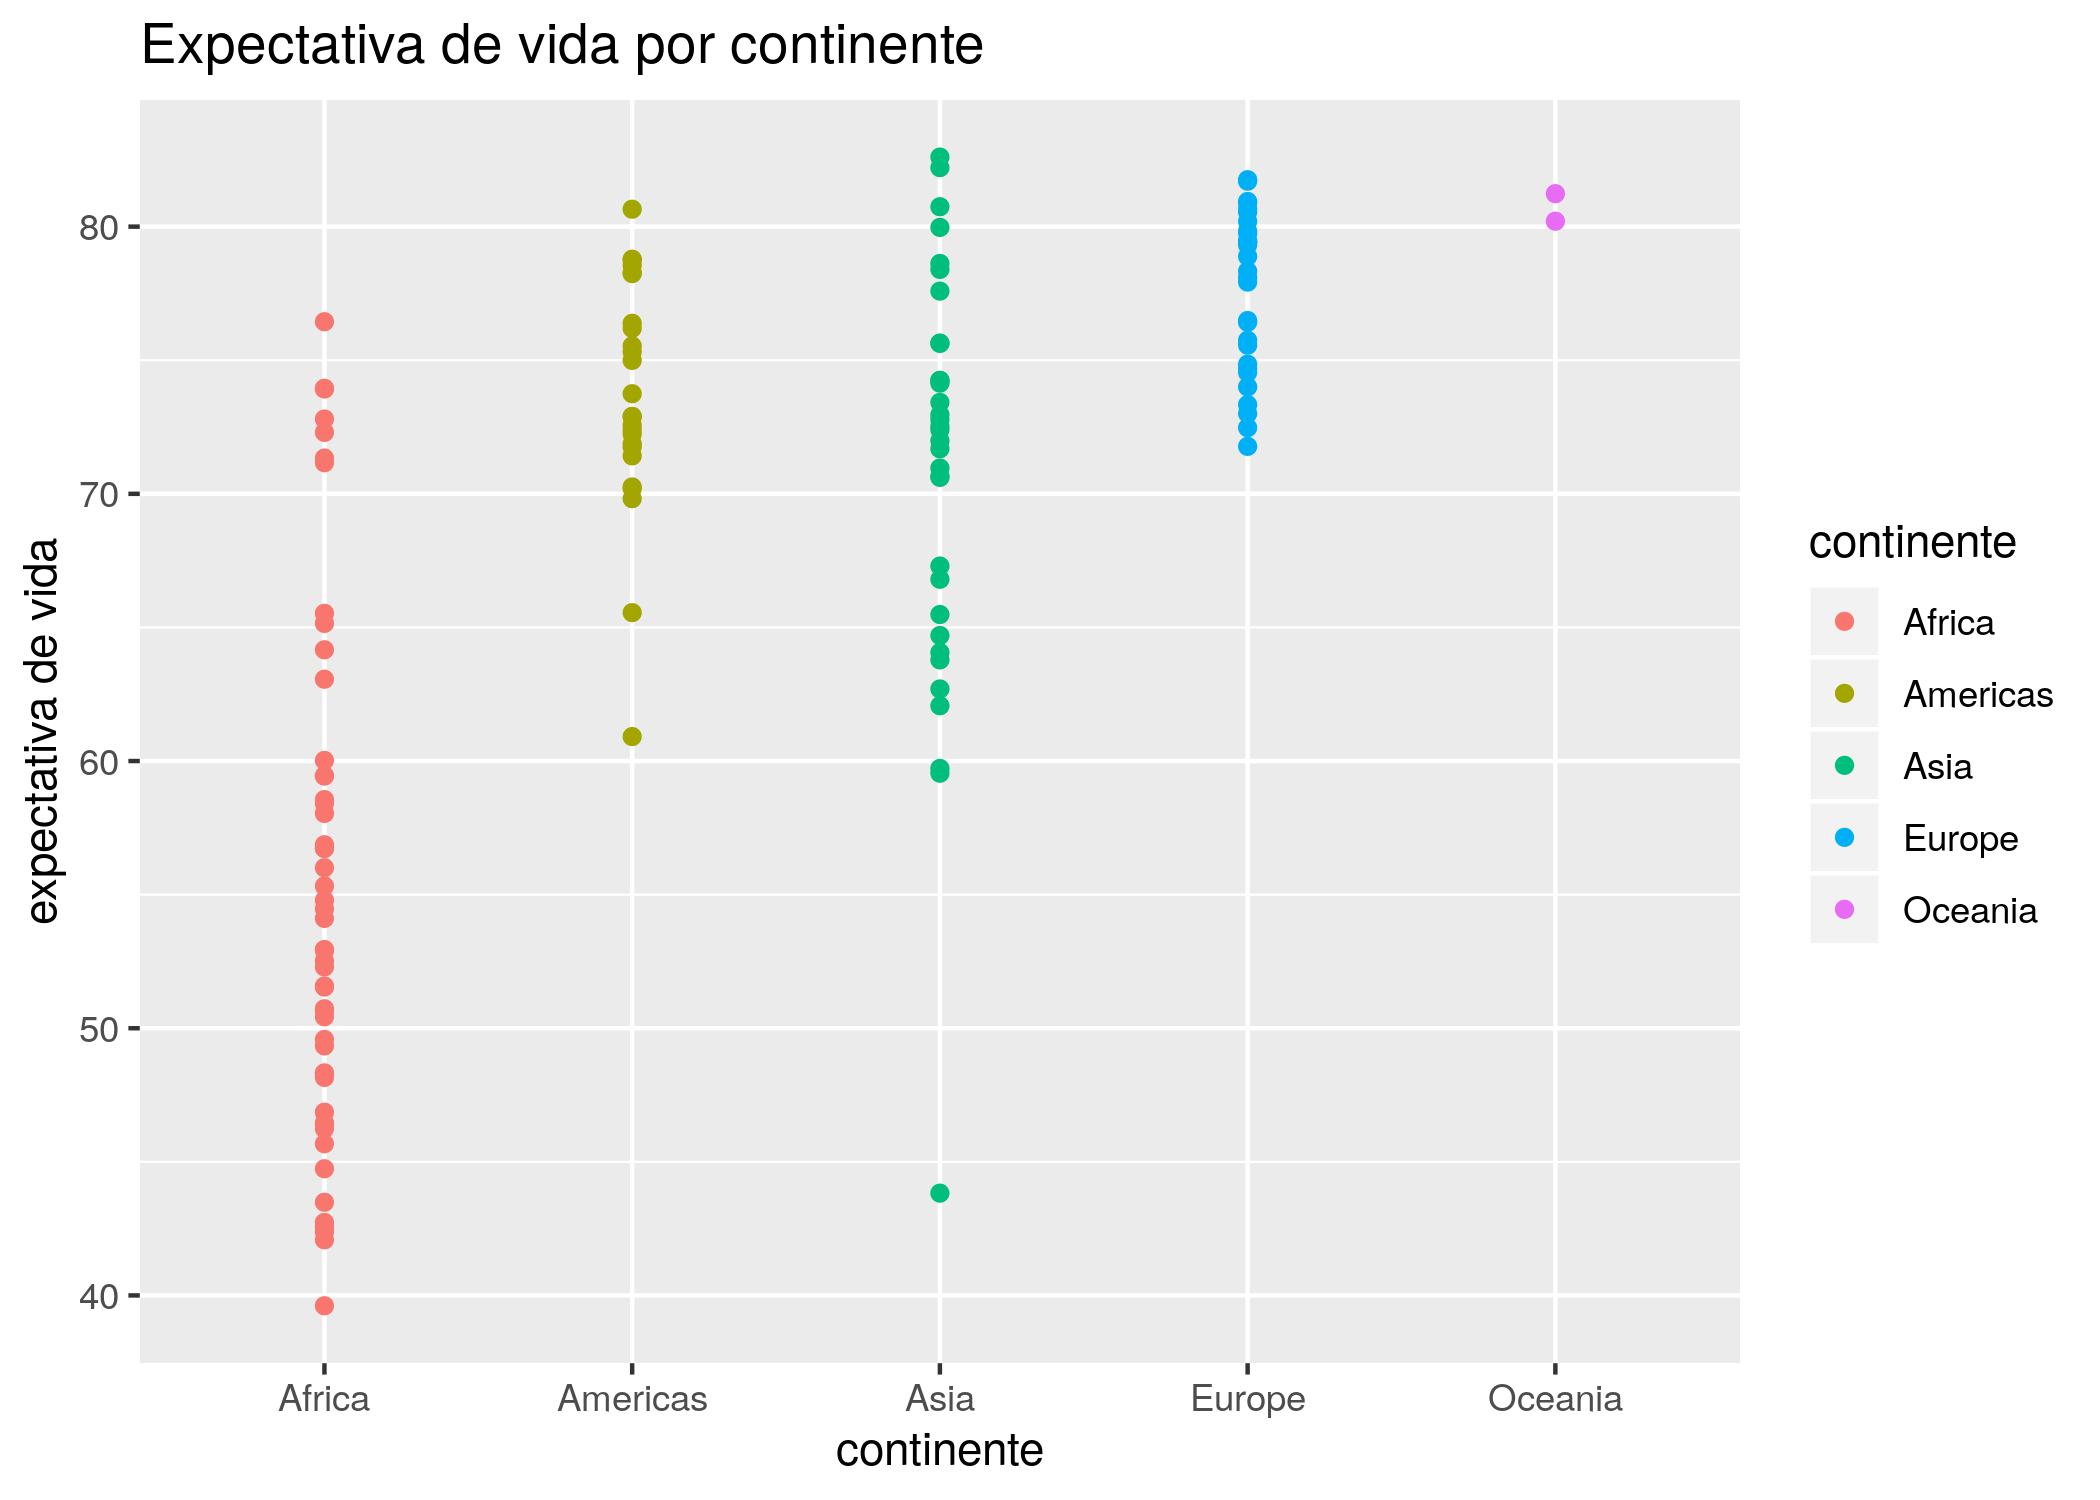 Expectativa de vida por continente
expectativa de vida
80
70
60
50
40
Africa
Americas
Asia
Europe
Oceania
continente
continente
Africa
Americas
Asia
Europe
Oceania